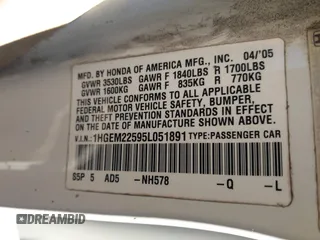 MFD. BY HONDA OF AMERICA MFG., INC. 04/'05
GVWR 3530LBS GAWR F 1840LBS R 1700LBS
GVWR 1600KG GAWR F 835KG R 770KG
THIS VEHICLE CONFORMS TO ALL APPLICABLE
FEDERAL MOTOR VEHICLE SAFETY, BUMPER,
AND THEFT PREVENTION STANDARDS IN EFFECT
ON THE DATE OF MANUFACTURE SHOWN ABOVE.
V.I.N.: 1HGEM22595L051891 TYPE: PASSENGER CAR
S5P 5 AD5 -NH578 -Q -L
DREAMBID.COM